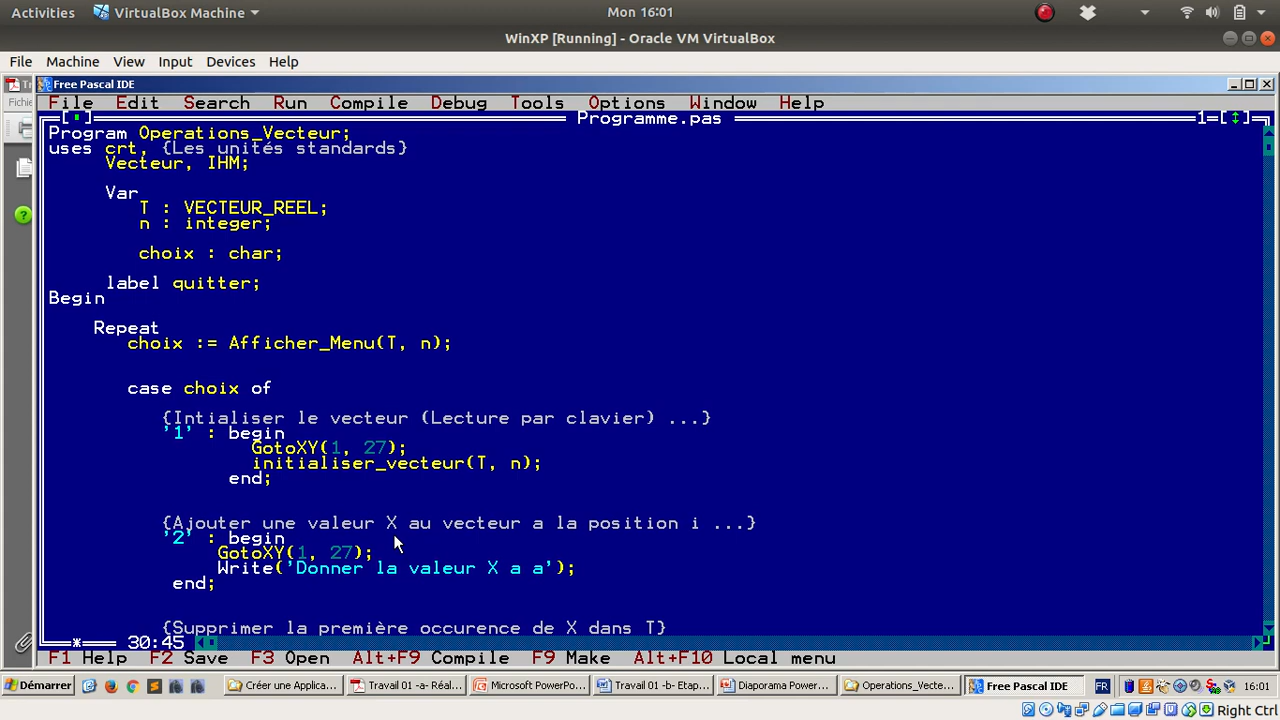 Activities
VirtualBox Machine
Mon 16:01
WinXP [Running] - Oracle VM VirtualBox
File Machine View Input Devices Help
Free Pascal IDE
Fichie
File Edit Search Run Compile Debug Tools Options Window Help
Programme.pas
1=[↕]
Program Operations_Vecteur;
uses crt, {Les unités standards}
Vecteur, IHM;
Var
T : VECTEUR_REEL;
n : integer;
choix : char;
label quitter;
Begin
Repeat
choix := Afficher_Menu(T, n);
case choix of
{Intialiser le vecteur (Lecture par clavier) ...}
'1' : begin
GotoXY(1, 27);
initialiser_vecteur(T, n);
end;
{Ajouter une valeur X au vecteur a la position i ...}
'2' : begin
GotoXY(1, 27);
Write('Donner la valeur X a a');
end;
{Supprimer la première occurence de X dans T}
* 30:45
F1 Help F2 Save F3 Open Alt+F9 Compile F9 Make Alt+F10 Local menu
Démarrer
Créer une Applica...
Travail 01 -a- Réal...
Microsoft PowerPo...
Travail 01 -b- Etap...
Diaporama Power...
Operations_Vecte...
Free Pascal IDE
FR
16:01
Right Ctrl